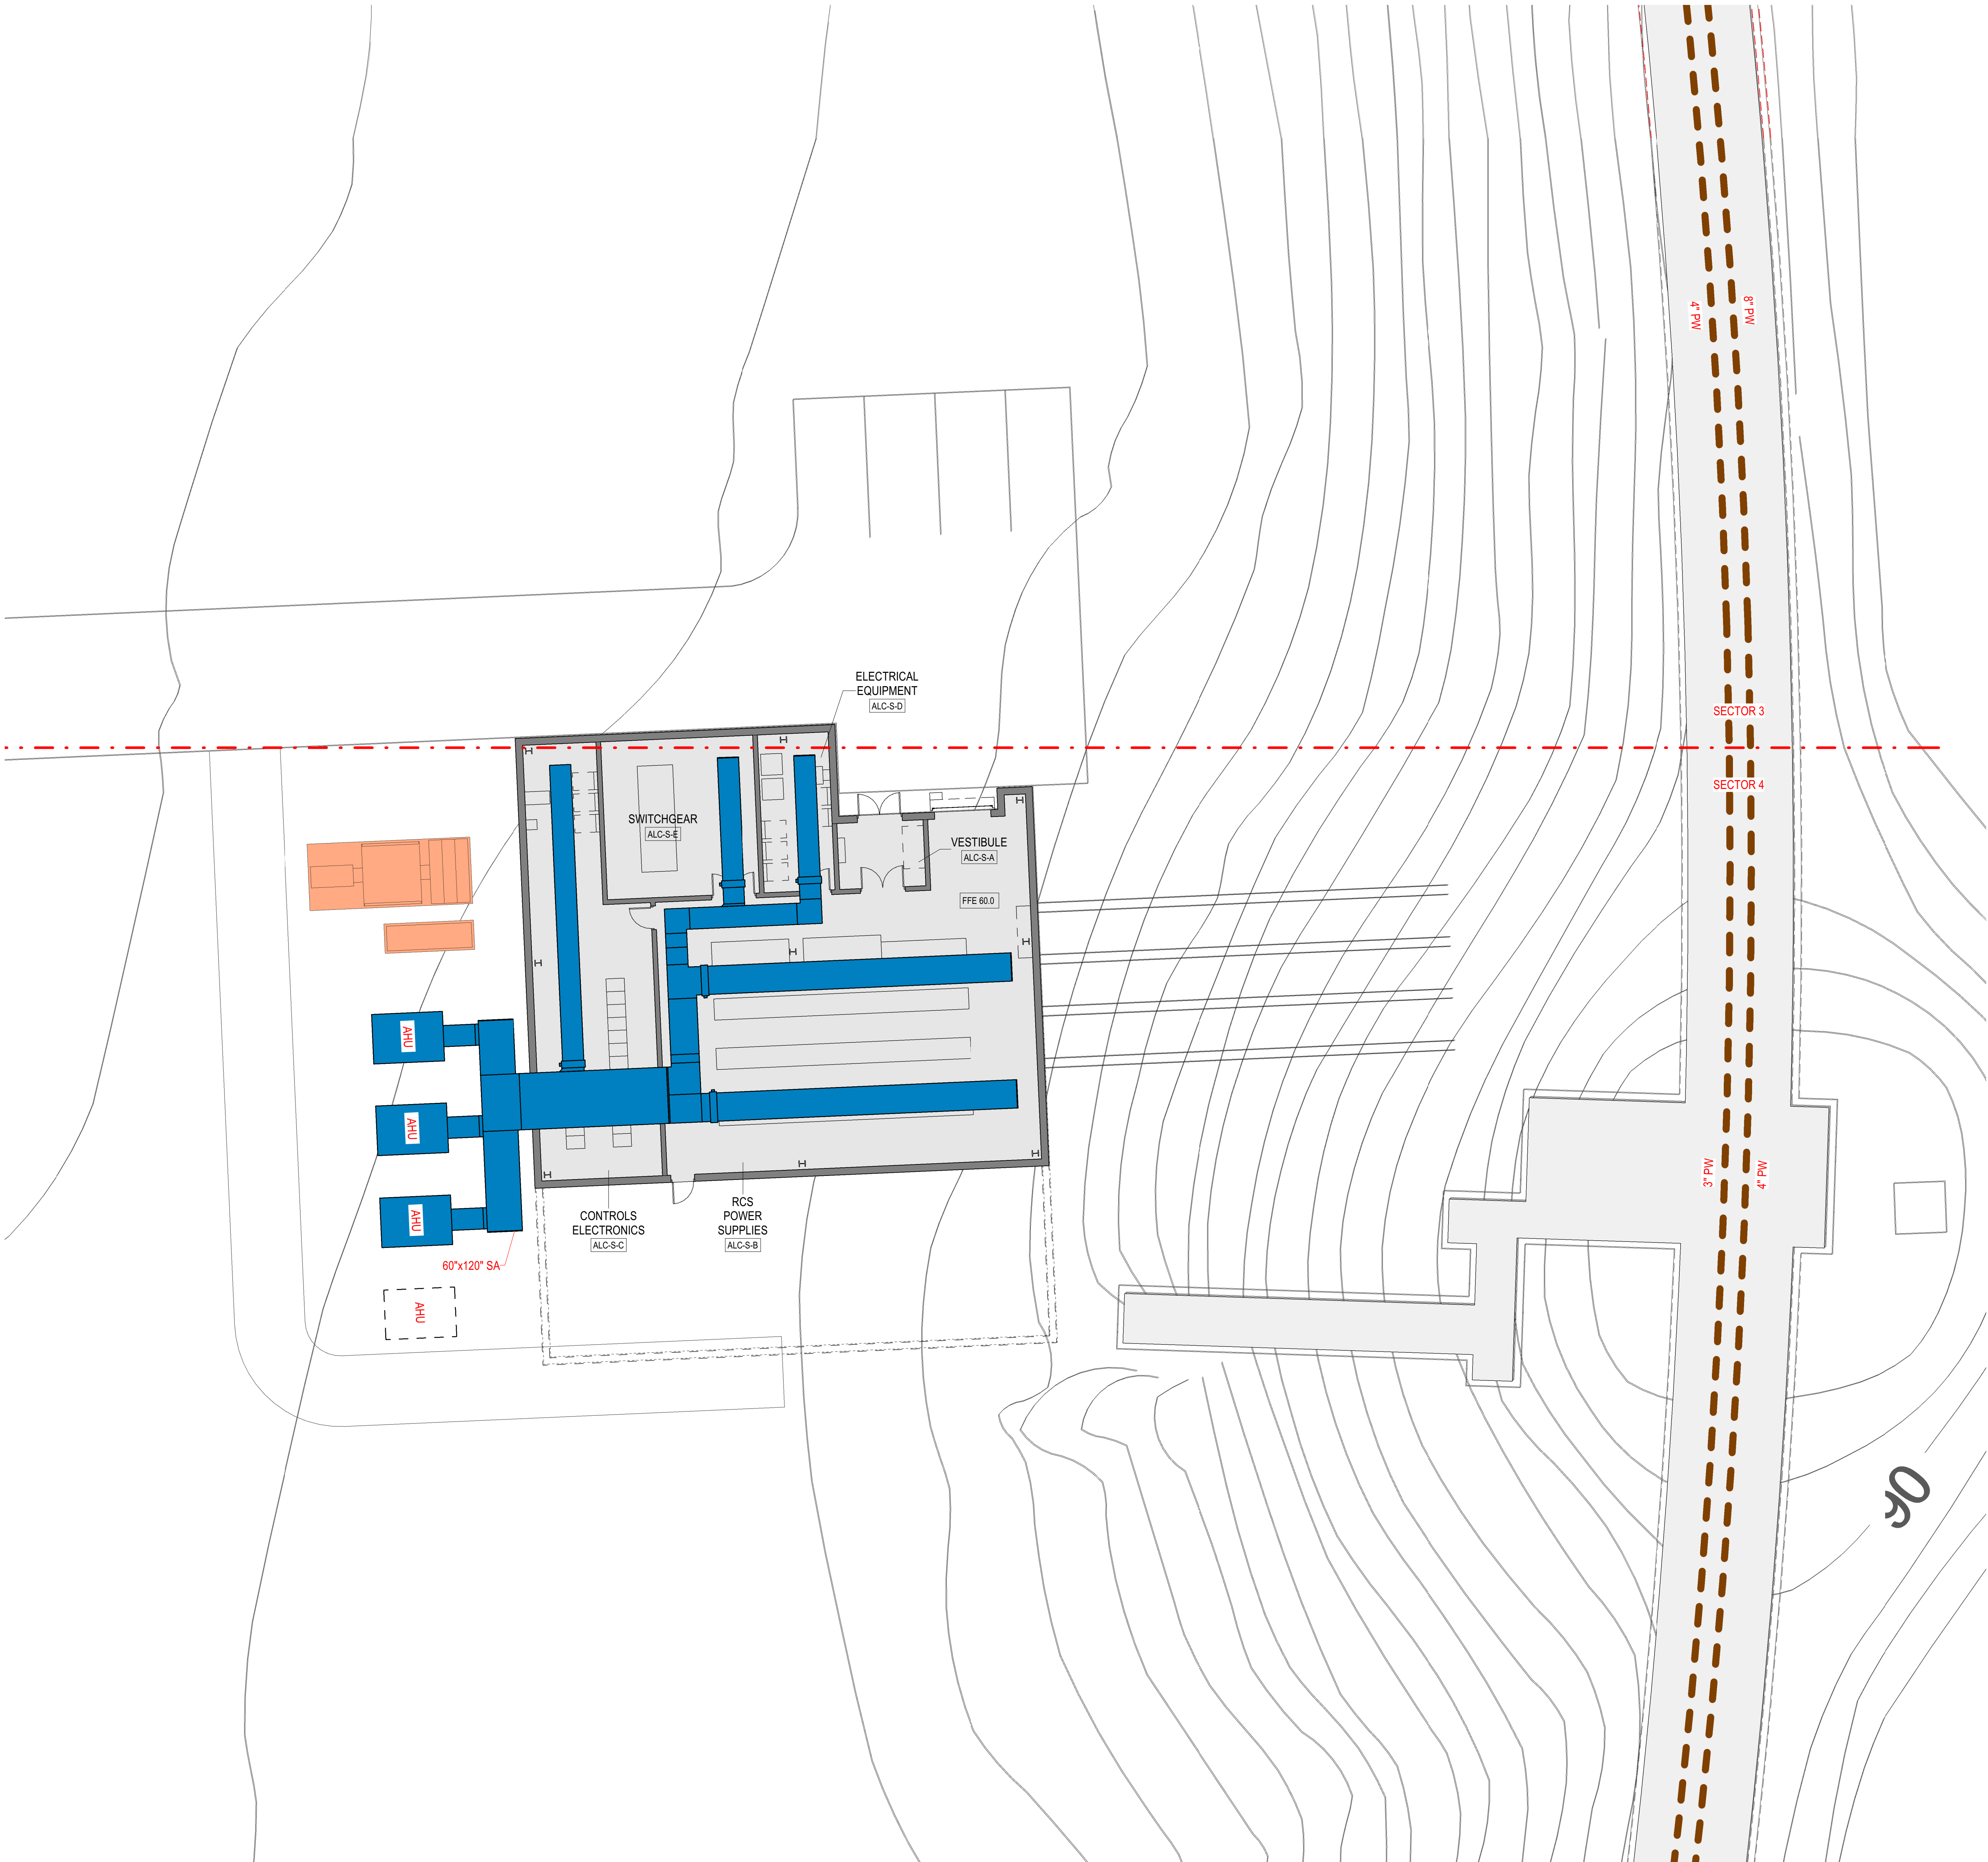 4" PW
8" PW
ELECTRICAL
EQUIPMENT
ALC-S-D
SECTOR 3
SECTOR 4
SWITCHGEAR
ALC-S-E
VESTIBULE
ALC-S-A
FFE 60.0
AHU
AHU
AHU
3" PW
4" PW
CONTROLS
ELECTRONICS
ALC-S-C
RCS
POWER
SUPPLIES
ALC-S-B
60"x120" SA
AHU
90